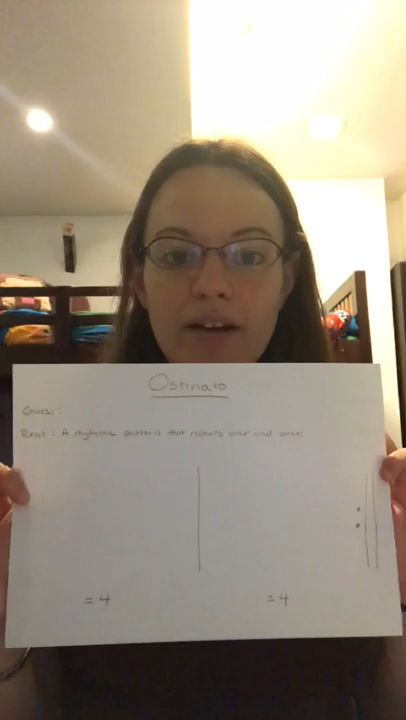 Ostinato
Guess:
Real: A rhythmic pattern that repeats over and over.
= 4 = 4